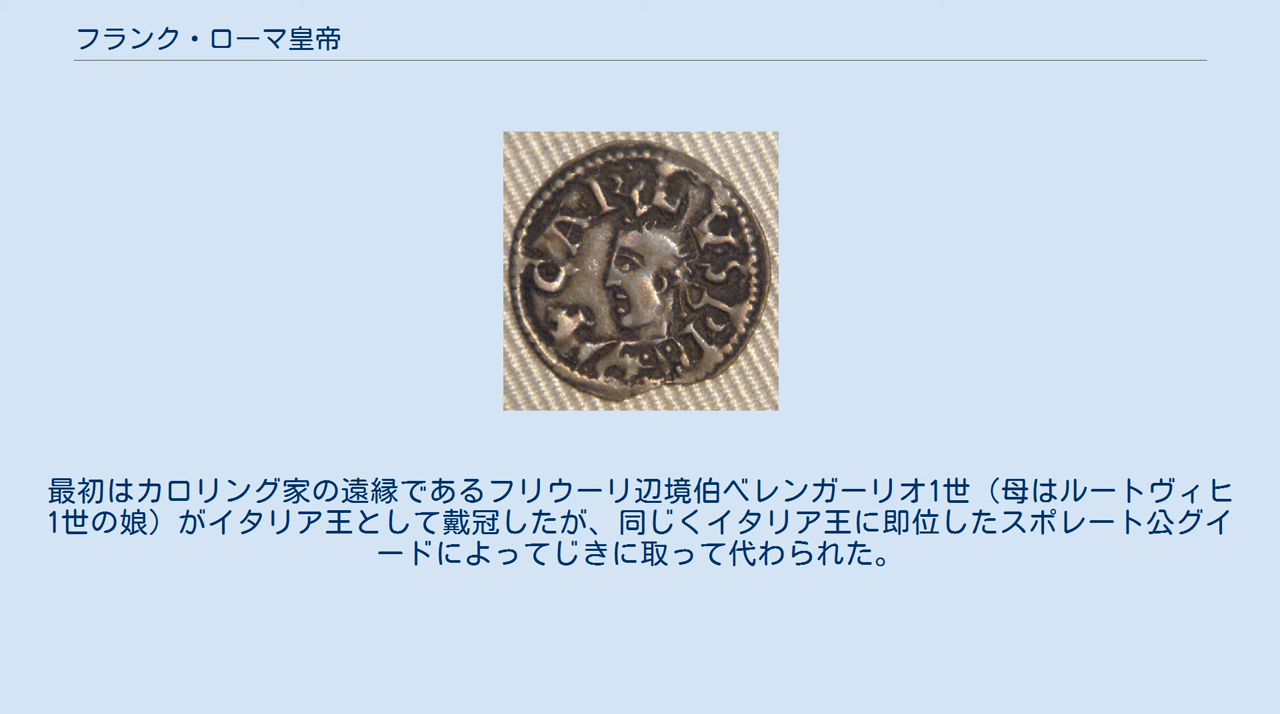 フランク・ローマ皇帝
CARLVS PI
最初はカロリング家の遠縁であるフリウーリ辺境伯ベレンガーリオ1世（母はルートヴィヒ
1世の娘）がイタリア王として戴冠したが、同じくイタリア王に即位したスポレート公グイ
ードによってじきに取って代わられた。